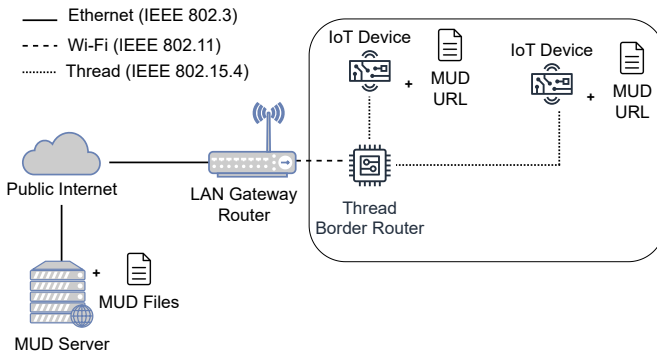 Ethernet (IEEE 802.3)
Wi-Fi (IEEE 802.11)
Thread (IEEE 802.15.4)
IoT Device
+
MUD
URL
IoT Device
+
MUD
URL
Public Internet
LAN Gateway
Router
Thread
Border Router
+
MUD Files
MUD Server